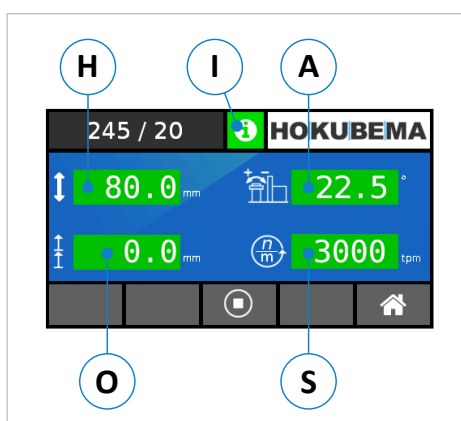 H I A
245 / 20 i HOKUBEMA
80.0 mm 22.5 °
0.0 mm n/m 3000 tpm
O S